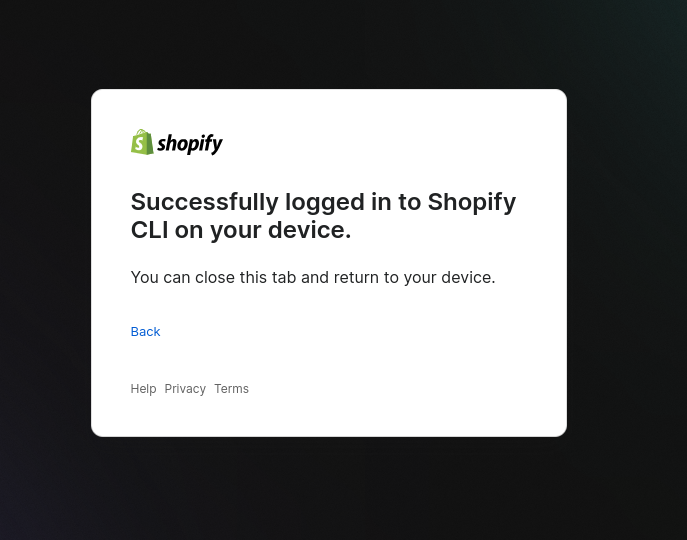 shopify
Successfully logged in to Shopify
CLI on your device.
You can close this tab and return to your device.
Back
Help Privacy Terms